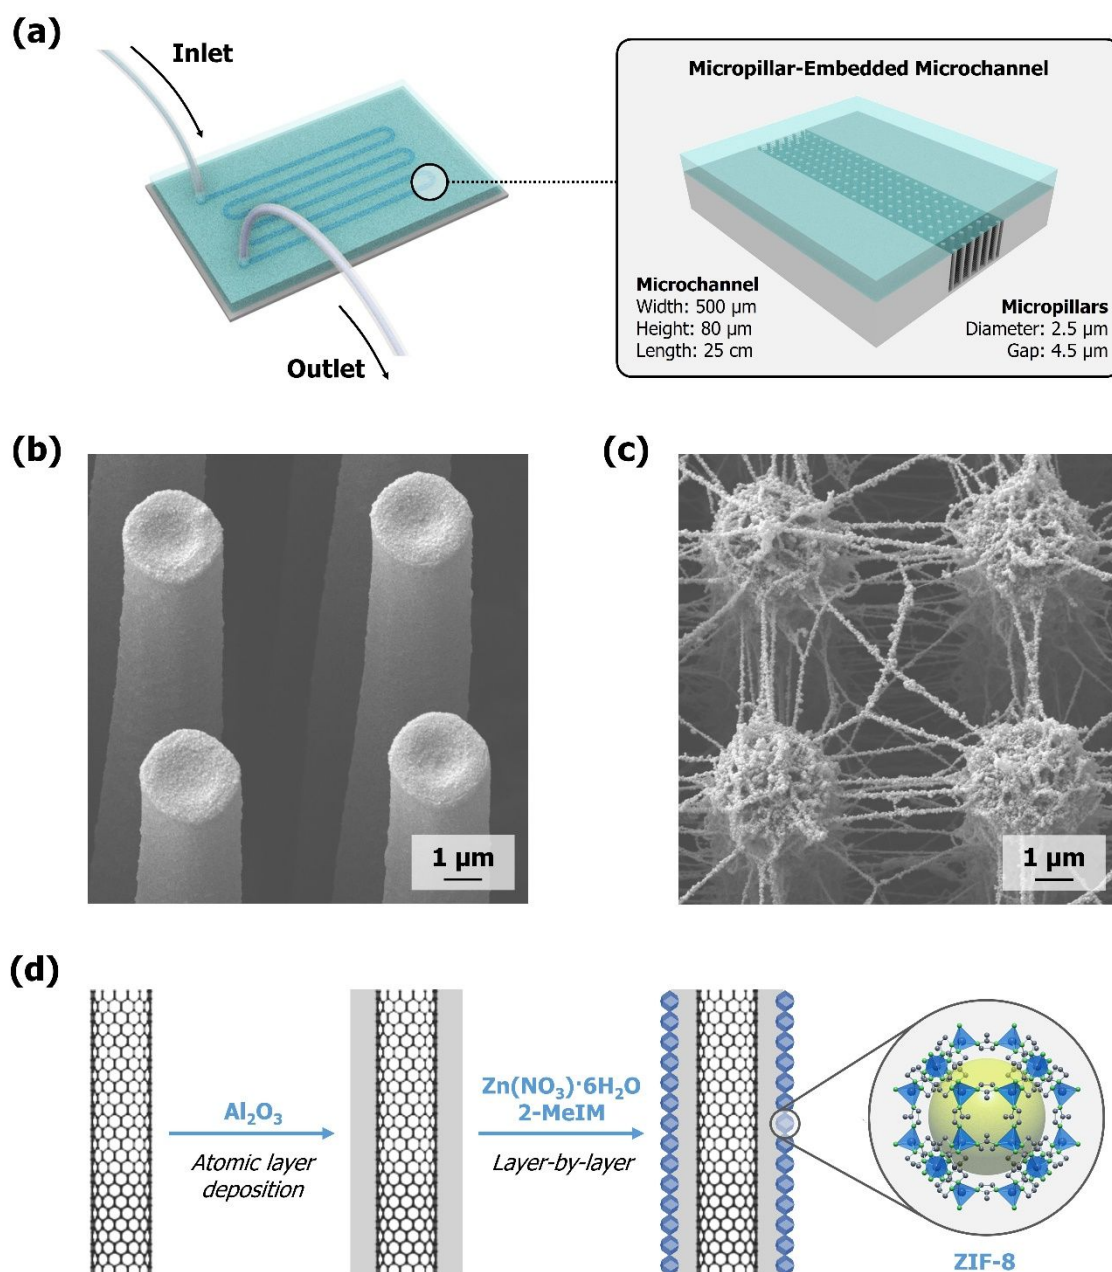 (a)
Inlet
Outlet
Micropillar-Embedded Microchannel
Microchannel
Width: 500 µm
Height: 80 µm
Length: 25 cm
Micropillars
Diameter: 2.5 µm
Gap: 4.5 µm
(b)
1 µm
(c)
1 µm
(d)
Al₂O₃
Atomic layer
deposition
Zn(NO₃)·6H₂O
2-MeIM
Layer-by-layer
ZIF-8